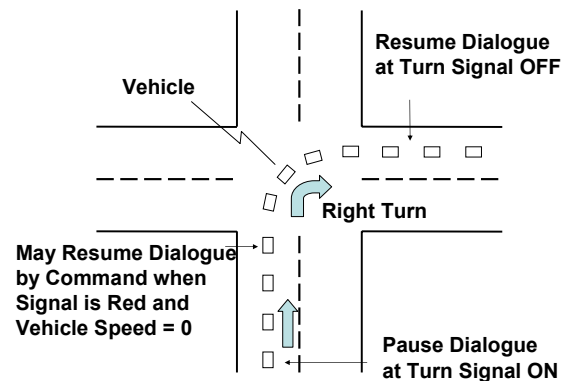 Resume Dialogue
at Turn Signal OFF
Vehicle
Right Turn
May Resume Dialogue
by Command when
Signal is Red and
Vehicle Speed = 0
Pause Dialogue
at Turn Signal ON